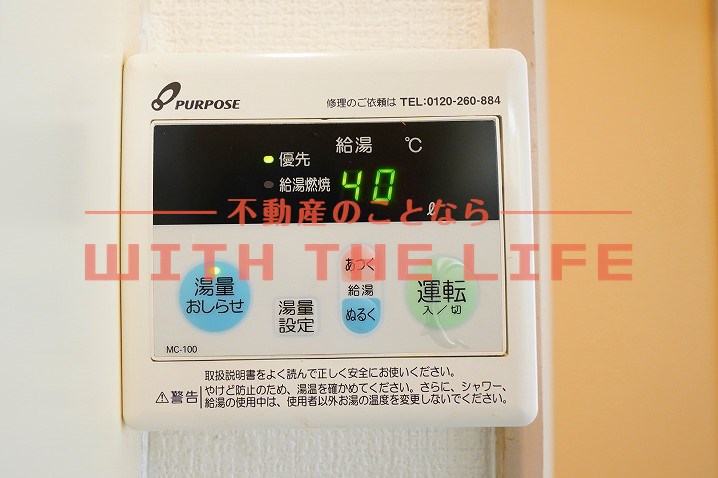 PURPOSE
修理のご依頼は TEL:0120-260-884
給湯 ℃
優先
給湯燃焼
40
ℓ
不動産のことなら
WITH THE LIFE
湯量
おしらせ
湯量
設定
あつく
給湯
ぬるく
運転
入／切
MC-100
取扱説明書をよく読んで正しく安全にお使いください。
⚠警告
やけど防止のため、湯温を確かめてください。さらに、シャワー、
給湯の使用中は、使用者以外お湯の温度を変更しないでください。